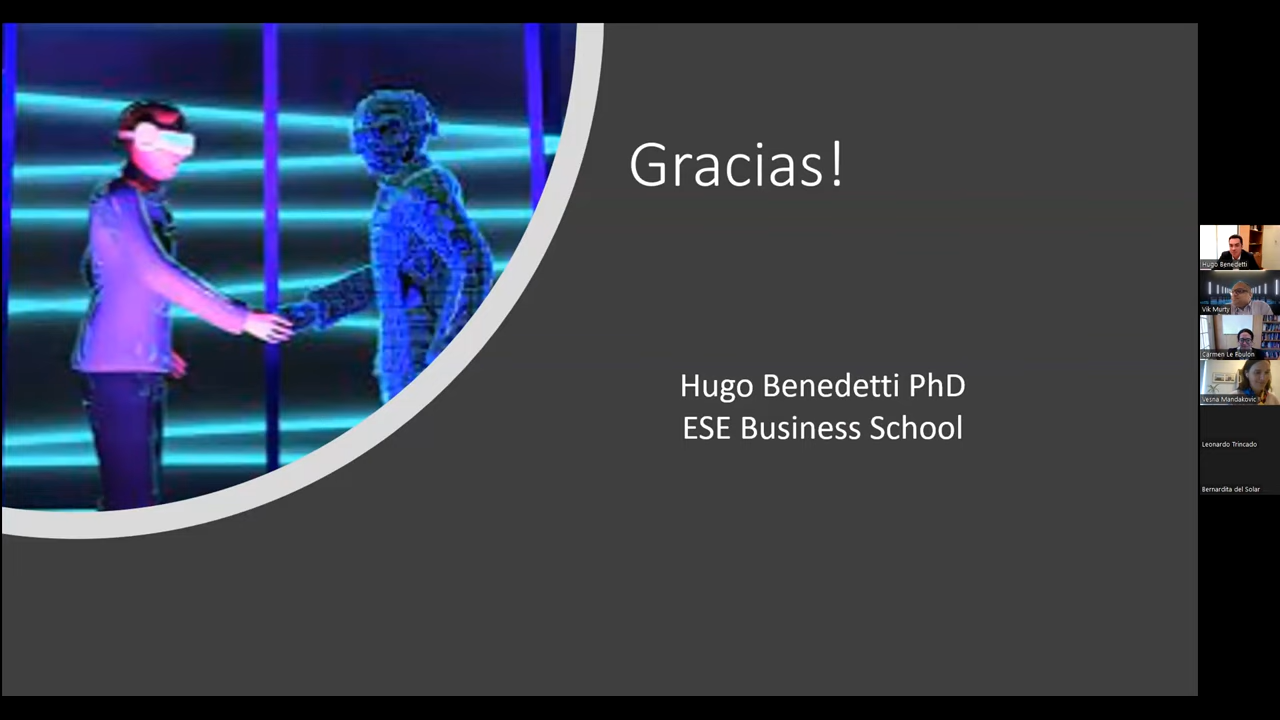 Gracias!
Hugo Benedetti PhD
ESE Business School
Hugo Benedetti
Vik Murty
Carmen Le Foulon
Vesna Mandakovic
Leonardo Trincado
Bernardita del Solar